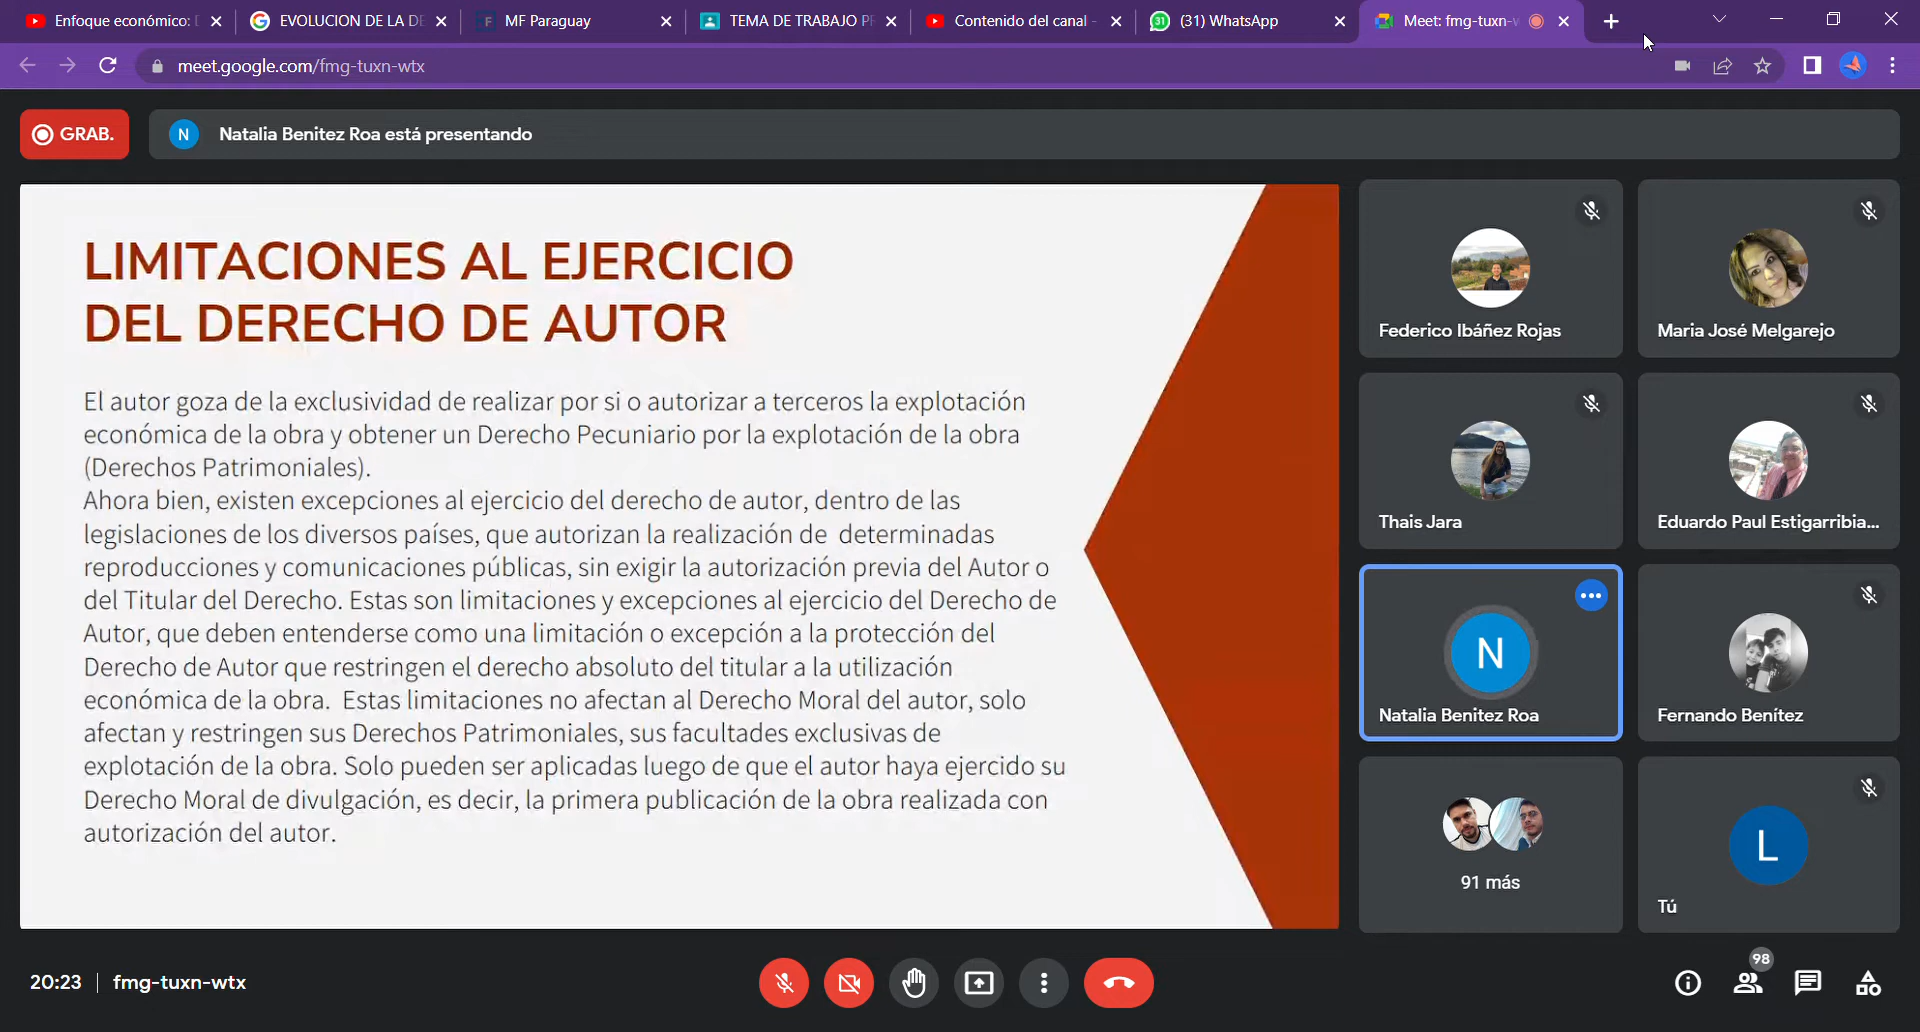 Enfoque económico:
EVOLUCION DE LA DE
MF Paraguay
TEMA DE TRABAJO PR
Contenido del canal -
(31) WhatsApp
Meet: fmg-tuxn-w
meet.google.com/fmg-tuxn-wtx
GRAB.
N
Natalia Benitez Roa está presentando
LIMITACIONES AL EJERCICIO
DEL DERECHO DE AUTOR
El autor goza de la exclusividad de realizar por si o autorizar a terceros la explotación
económica de la obra y obtener un Derecho Pecuniario por la explotación de la obra
(Derechos Patrimoniales).
Ahora bien, existen excepciones al ejercicio del derecho de autor, dentro de las
legislaciones de los diversos países, que autorizan la realización de  determinadas
reproducciones y comunicaciones públicas, sin exigir la autorización previa del Autor o
del Titular del Derecho. Estas son limitaciones y excepciones al ejercicio del Derecho de
Autor, que deben entenderse como una limitación o excepción a la protección del
Derecho de Autor que restringen el derecho absoluto del titular a la utilización
económica de la obra.  Estas limitaciones no afectan al Derecho Moral del autor, solo
afectan y restringen sus Derechos Patrimoniales, sus facultades exclusivas de
explotación de la obra. Solo pueden ser aplicadas luego de que el autor haya ejercido su
Derecho Moral de divulgación, es decir, la primera publicación de la obra realizada con
autorización del autor.
Federico Ibáñez Rojas
Maria José Melgarejo
Thais Jara
Eduardo Paul Estigarribia...
N
Natalia Benitez Roa
Fernando Benítez
91 más
L
Tú
20:23
fmg-tuxn-wtx
98